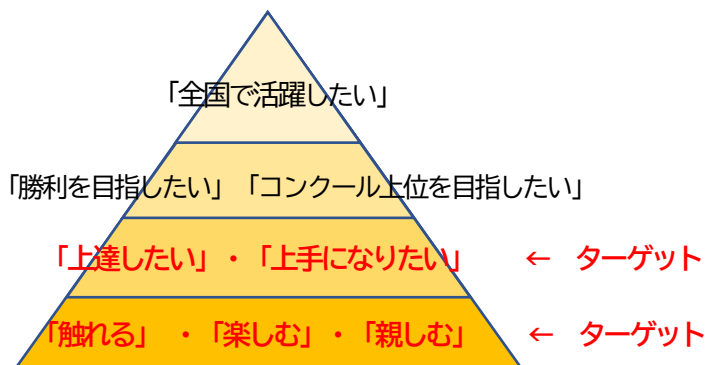 「全国で活躍したい」
「勝利を目指したい」「コンクール上位を目指したい」
「上達したい」・「上手になりたい」 ← ターゲット
「触れる」・「楽しむ」・「親しむ」 ← ターゲット